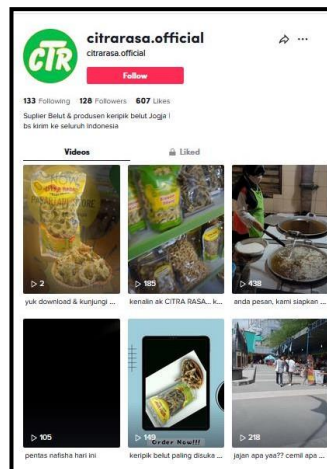 CTR
citrarasa.official
citrarasa.official
Follow
133 Following 128 Followers 607 Likes
Suplier Belut & produsen keripik belut Jogja |
bs kirim ke seluruh Indonesia
Videos Liked
2 185 438
yuk download & kunjungi ... kenalin ak CITRA RASA... k... anda pesan, kami siapkan ...
Order Now!!!
105 149 218
pentas nafisha hari ini keripik belut paling disuka ... jajan apa yaa?? cemil apa ...